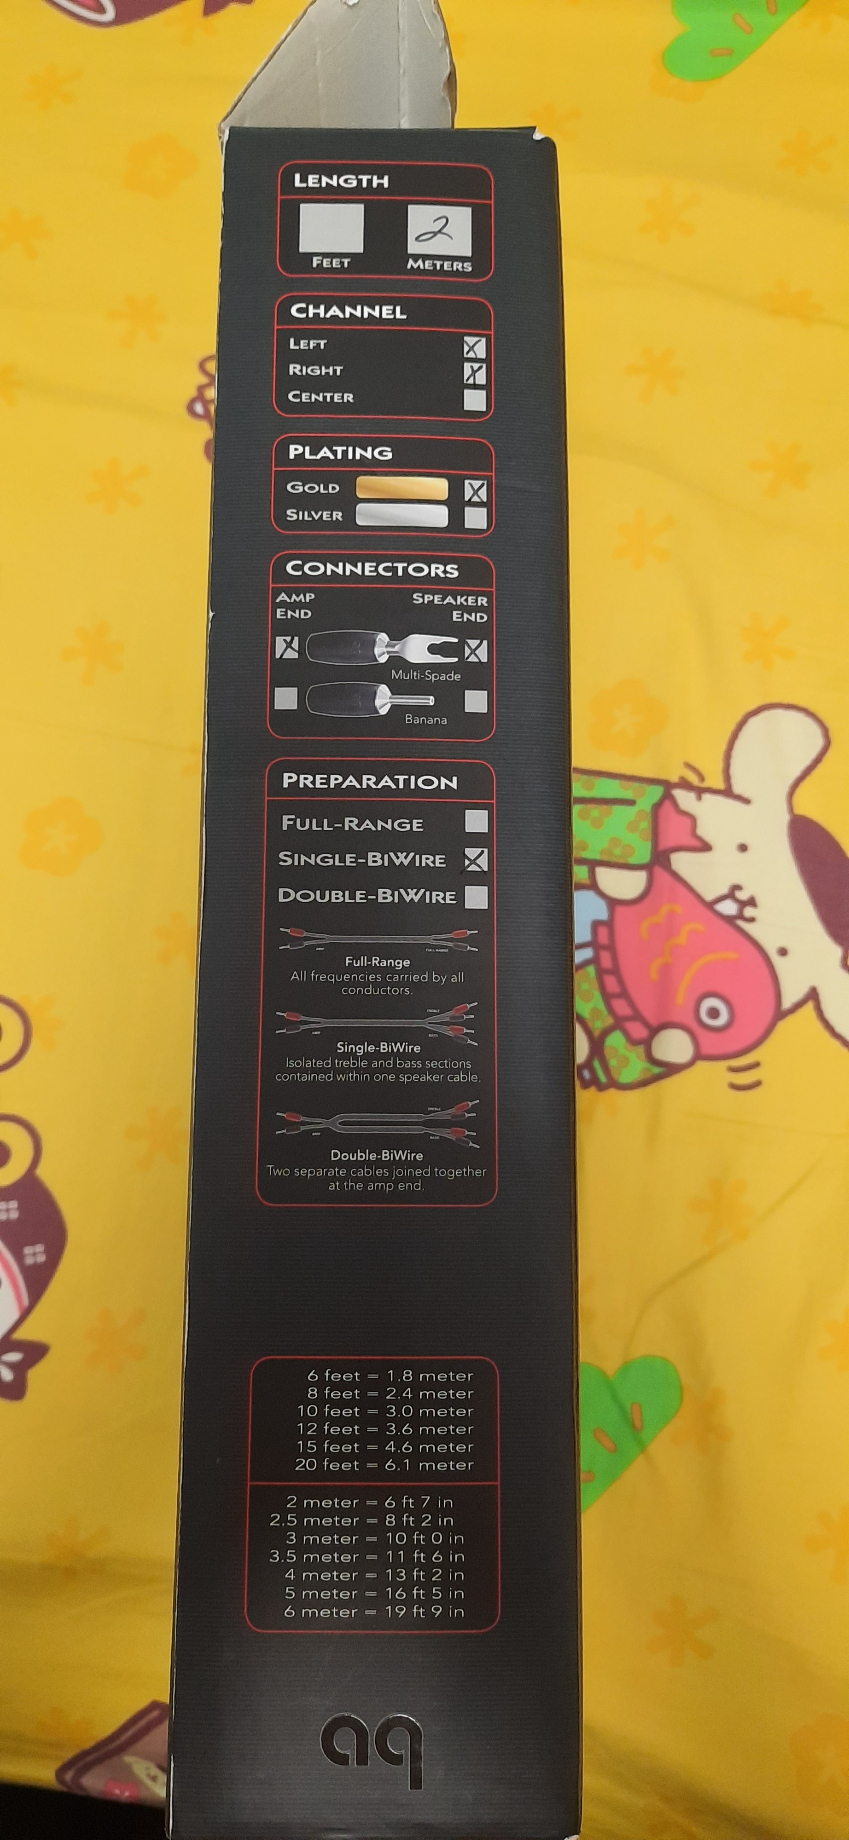 LENGTH
2
FEET METERS
CHANNEL
LEFT X
RIGHT X
CENTER
PLATING
GOLD X
SILVER
CONNECTORS
AMP SPEAKER
END END
X X
Multi-Spade
Banana
PREPARATION
FULL-RANGE
SINGLE-BIWIRE X
DOUBLE-BIWIRE
Full-Range
All frequencies carried by all
conductors.
Single-BiWire
Isolated treble and bass sections
contained within one speaker cable.
Double-BiWire
Two separate cables joined together
at the amp end.
6 feet = 1.8 meter
8 feet = 2.4 meter
10 feet = 3.0 meter
12 feet = 3.6 meter
15 feet = 4.6 meter
20 feet = 6.1 meter
2 meter = 6 ft 7 in
2.5 meter = 8 ft 2 in
3 meter = 10 ft 0 in
3.5 meter = 11 ft 6 in
4 meter = 13 ft 2 in
5 meter = 16 ft 5 in
6 meter = 19 ft 9 in
aq